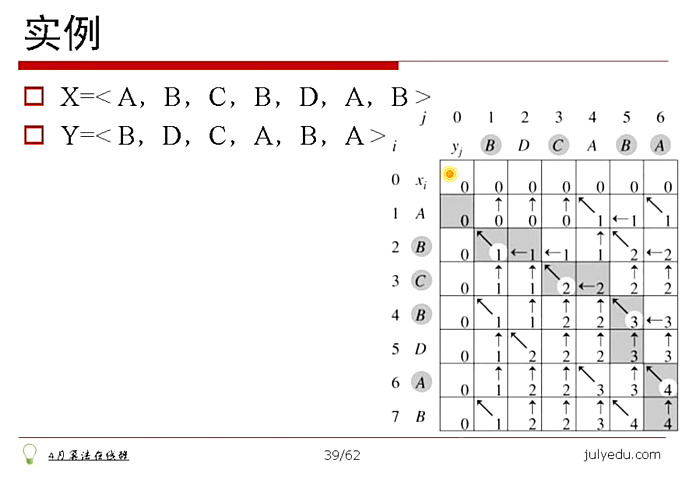 实例
X=< A，B，C，B，D，A，B >
Y=< B，D，C，A，B，A >
j 0 1 2 3 4 5 6
i yj B D C A B A
0 xi 0 0 0 0 0 0 0
1 A 0 ↑0 ↑0 ↑0 ↖1 ←1 ↖1
2 B 0 ↖1 ←1 ←1 ↑1 ↖2 ←2
3 C 0 ↑1 ↑1 ↖2 ←2 ↑2 ↑2
4 B 0 ↖1 ↑1 ↑2 ↑2 ↖3 ←3
5 D 0 ↑1 ↖2 ↑2 ↑2 ↑3 ↑3
6 A 0 ↑1 ↑2 ↑2 ↖3 ↑3 ↖4
7 B 0 ↖1 ↑2 ↑2 ↑3 ↖4 ↑4
4月算法在线班 39/62 julyedu.com